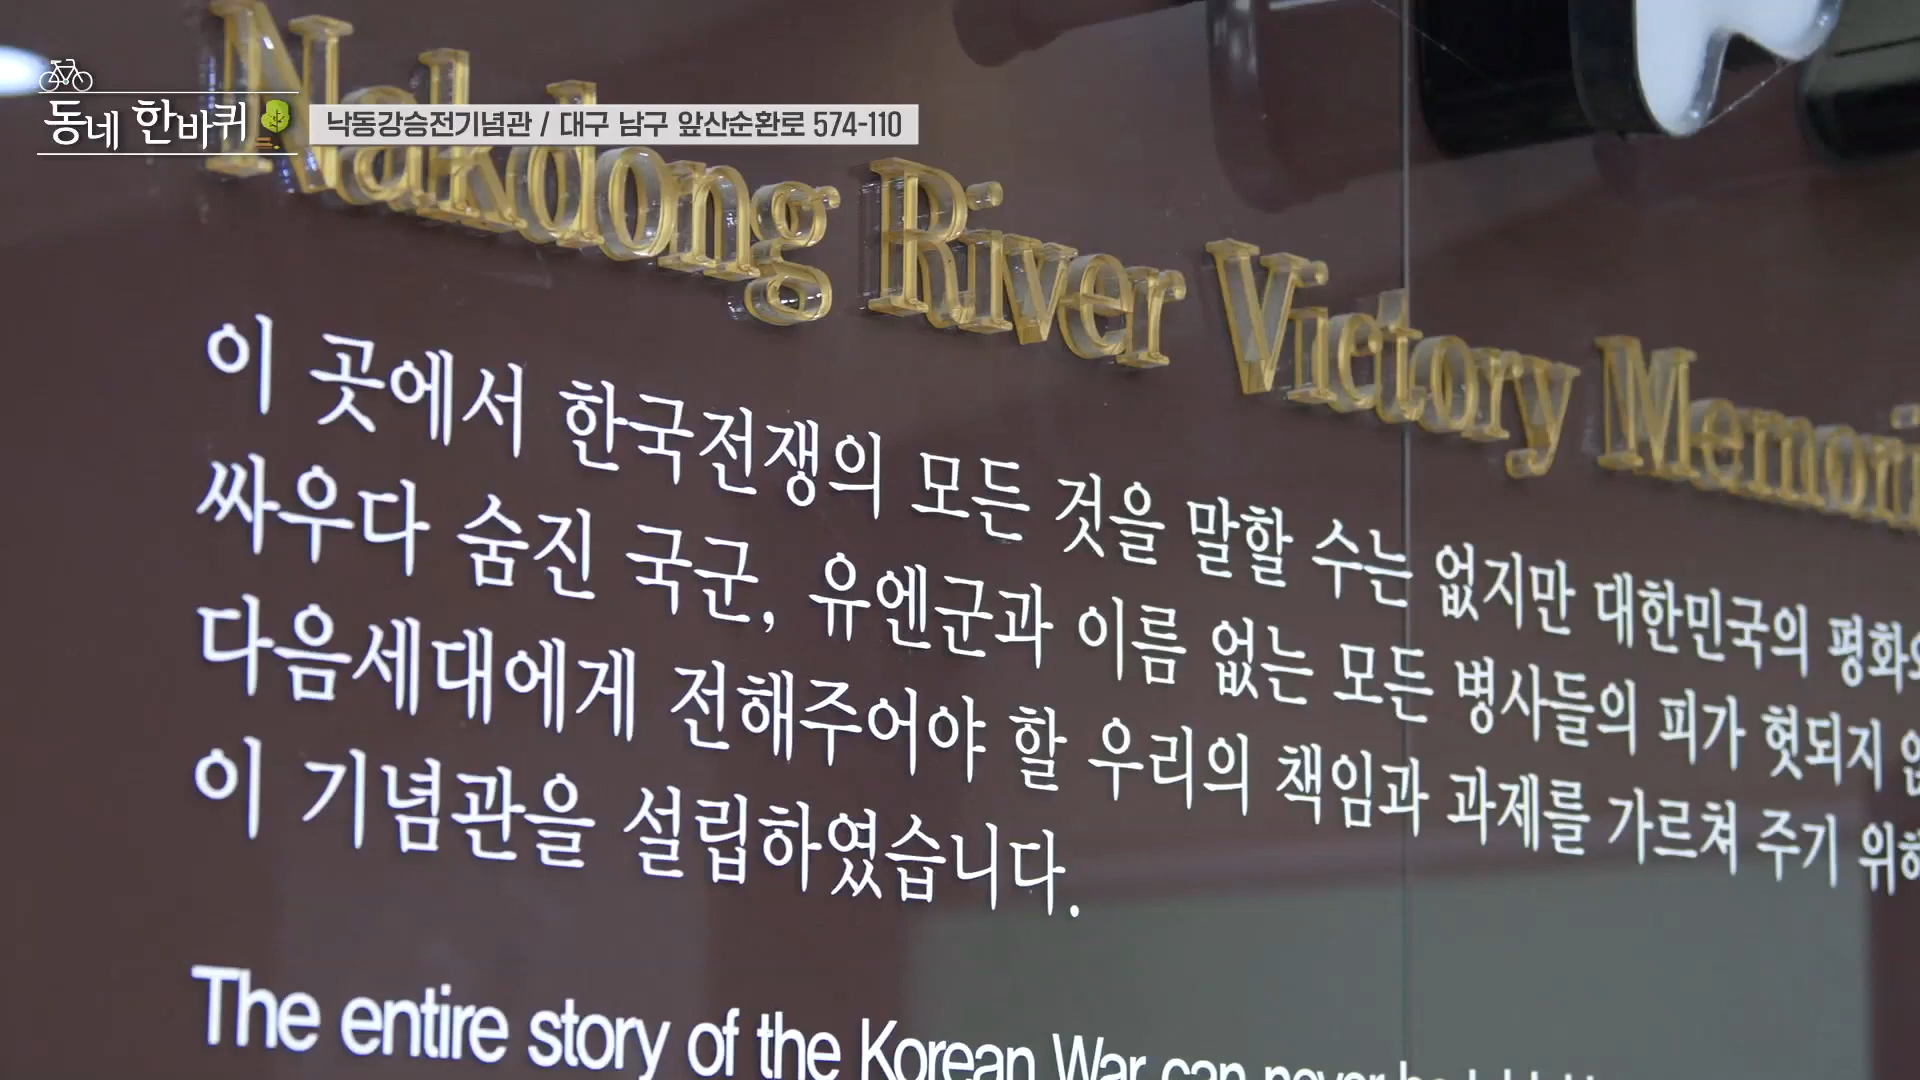 동네 한바퀴
낙동강승전기념관 / 대구 남구 앞산순환로 574-110
Nakdong River Victory
이 곳에서 한국전쟁의 모든 것을 말할 수는 없지만 대한민국의
싸우다 숨진 국군, 유엔군과 이름 없는 모든 병사들의 피가 헛되지
다음세대에게 전해주어야 할 우리의 책임과 과제를 가르쳐 주기
이 기념관을 설립하였습니다.
The entire story of the Korean War can never